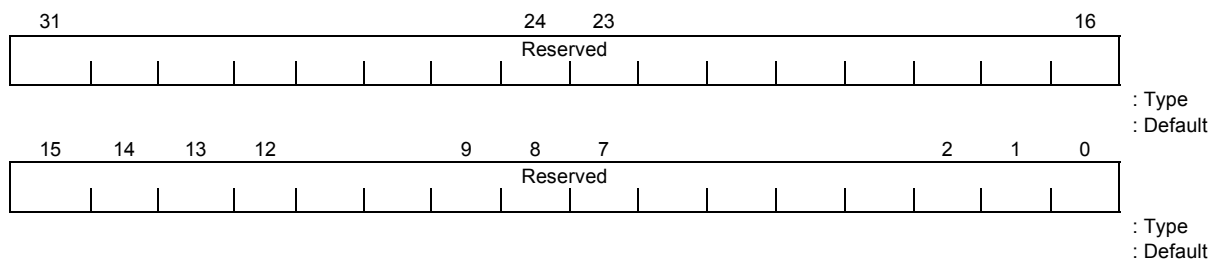 31 24 23 16
Reserved
: Type
: Default
15 14 13 12 9 8 7 2 1 0
Reserved
: Type
: Default